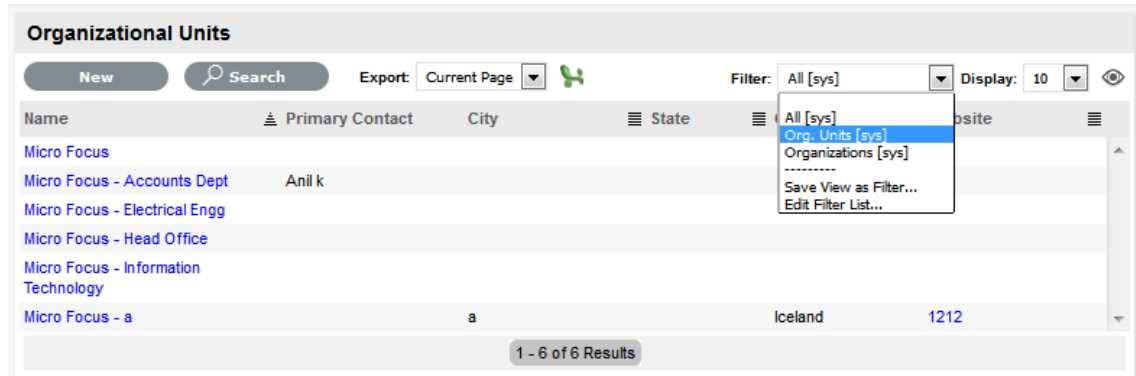 Organizational Units
New Search Export: Current Page Filter: All [sys] Display: 10
Name Primary Contact City State bsite
All [sys]
Org. Units [sys]
Organizations [sys]
---------
Save View as Filter...
Edit Filter List...
Micro Focus
Micro Focus - Accounts Dept Anil k
Micro Focus - Electrical Engg
Micro Focus - Head Office
Micro Focus - Information
Technology
Micro Focus - a a Iceland 1212
1 - 6 of 6 Results